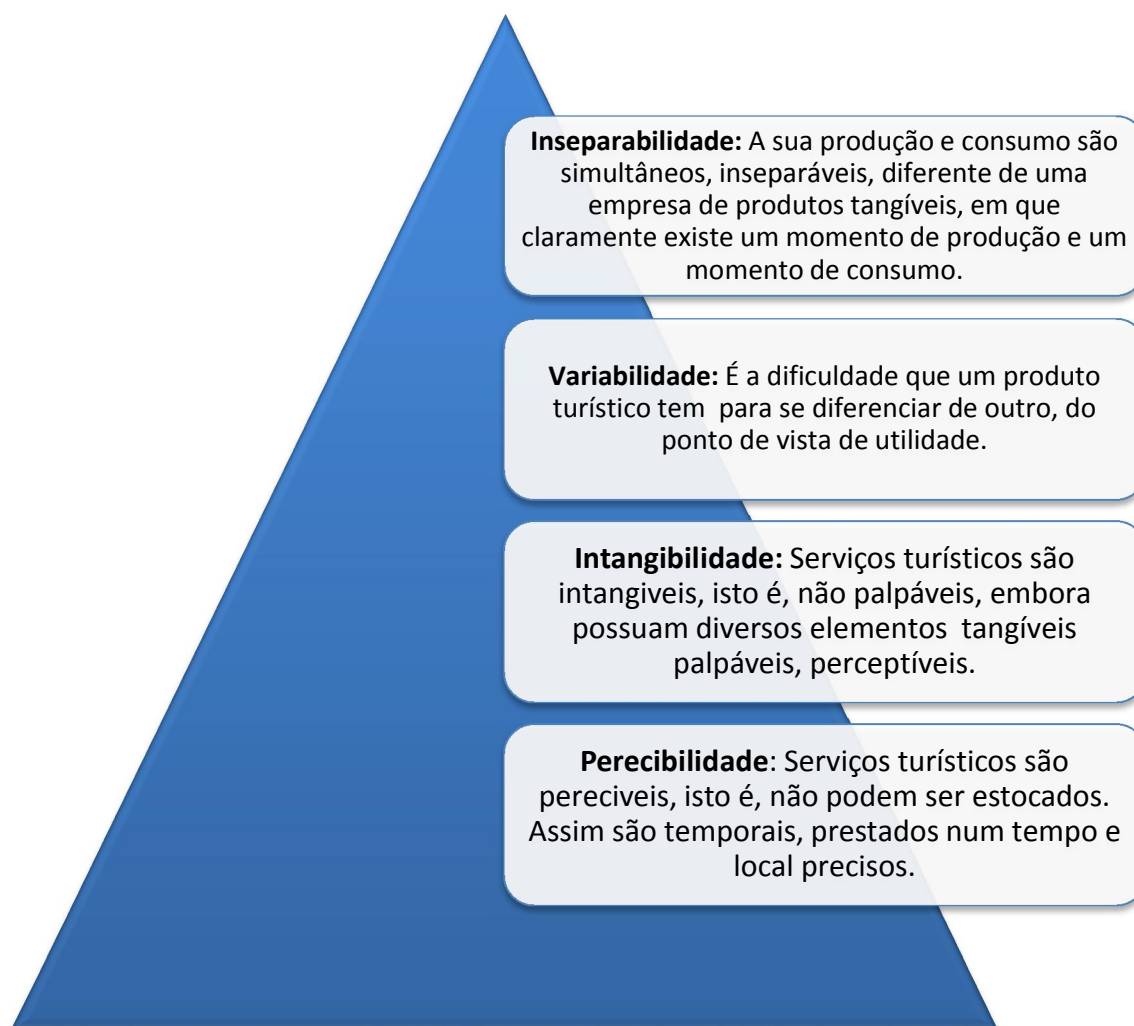 Inseparabilidade: A sua produção e consumo são
simultâneos, inseparáveis, diferente de uma
empresa de produtos tangíveis, em que
claramente existe um momento de produção e um
momento de consumo.
Variabilidade: É a dificuldade que um produto
turístico tem  para se diferenciar de outro, do
ponto de vista de utilidade.
Intangibilidade: Serviços turísticos são
intangiveis, isto é, não palpáveis, embora
possuam diversos elementos  tangíveis
palpáveis, perceptíveis.
Perecibilidade: Serviços turísticos são
pereciveis, isto é, não podem ser estocados.
Assim são temporais, prestados num tempo e
local precisos.